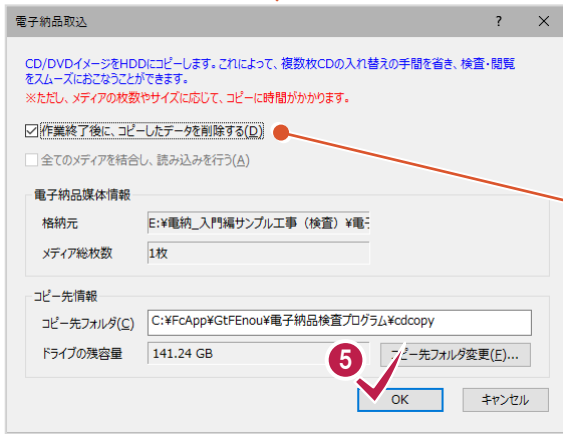 電子納品取込
? ×
CD/DVDイメージをHDDにコピーします。これによって、複数枚CDの入れ替えの手間を省き、検査・閲覧
をスムーズにおこなうことができます。
※ただし、メディアの枚数やサイズに応じて、コピーに時間がかかります。
作業終了後に、コピーしたデータを削除する(D)
全てのメディアを結合し、読み込みを行う(A)
電子納品媒体情報
格納元 E:¥電納_入門編サンプル工事（検査）¥電子
メディア総枚数 1枚
コピー先情報
コピー先フォルダ(C) C:¥FcApp¥GtFEnou¥電子納品検査プログラム¥cdcopy
ドライブの残容量 141.24 GB コピー先フォルダ変更(F)...
5
OK キャンセル